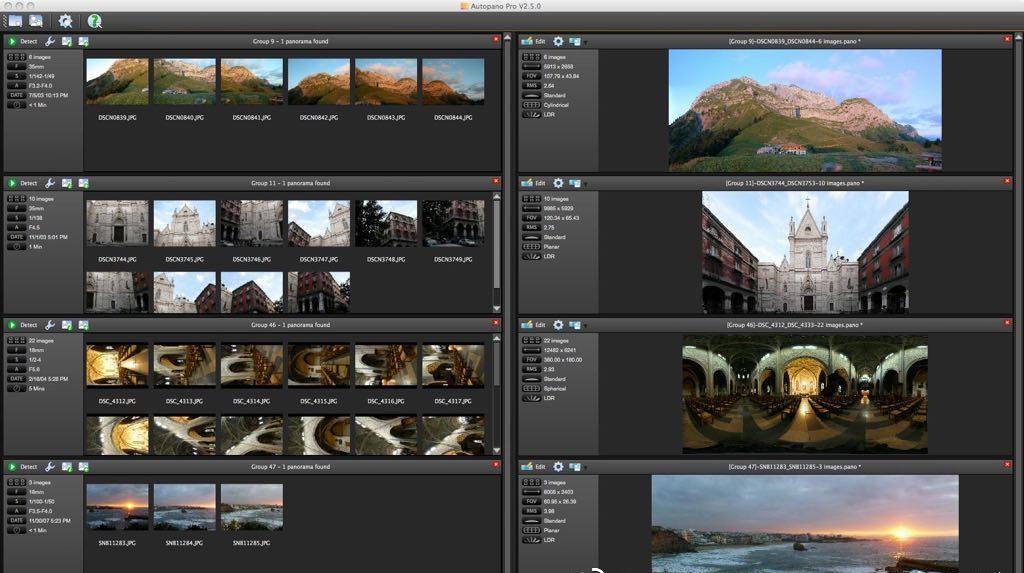 Autopano Pro V2.5.0
Detect
Group 9 - 1 panorama found
6 images
F 35mm
S 1/142-1/49
A F3.2-F4.0
DATE 7/5/03 10:13 PM
< 1 Min
DSCN0839.JPG DSCN0840.JPG DSCN0841.JPG DSCN0842.JPG DSCN0843.JPG DSCN0844.JPG
Edit
[Group 9]-DSCN0839_DSCN0844-6 images.pano *
6 images
5913 x 2658
FOV 107.79 x 43.84
RMS 2.64
Standard
Cylindrical
LDR
Detect
Group 11 - 1 panorama found
10 images
F 35mm
S 1/138
A F4.5
DATE 11/1/03 5:01 PM
1 Min
DSCN3744.JPG DSCN3745.JPG DSCN3746.JPG DSCN3747.JPG DSCN3748.JPG DSCN3749.JPG
Edit
[Group 11]-DSCN3744_DSCN3753-10 images.pano *
10 images
9985 x 5929
FOV 120.34 x 65.43
RMS 2.75
Standard
Planar
LDR
Detect
Group 46 - 1 panorama found
22 images
F 18mm
S 1/2-4
A F5.6
DATE 2/16/04 5:28 PM
5 Mins
DSC_4312.JPG DSC_4313.JPG DSC_4314.JPG DSC_4315.JPG DSC_4316.JPG DSC_4317.JPG
Edit
[Group 46]-DSC_4312_DSC_4333-22 images.pano *
22 images
12482 x 6241
FOV 360.00 x 180.00
RMS 2.83
Standard
Spherical
LDR
Detect
Group 47 - 1 panorama found
3 images
F 18mm
S 1/100-1/50
A F3.5-F4.0
DATE 11/30/07 5:23 PM
< 1 Min
SN811283.JPG SN811284.JPG SN811285.JPG
Edit
[Group 47]-SN811283_SN811285-3 images.pano *
3 images
6006 x 2403
FOV 60.95 x 26.39
RMS 3.98
Standard
Planar
LDR